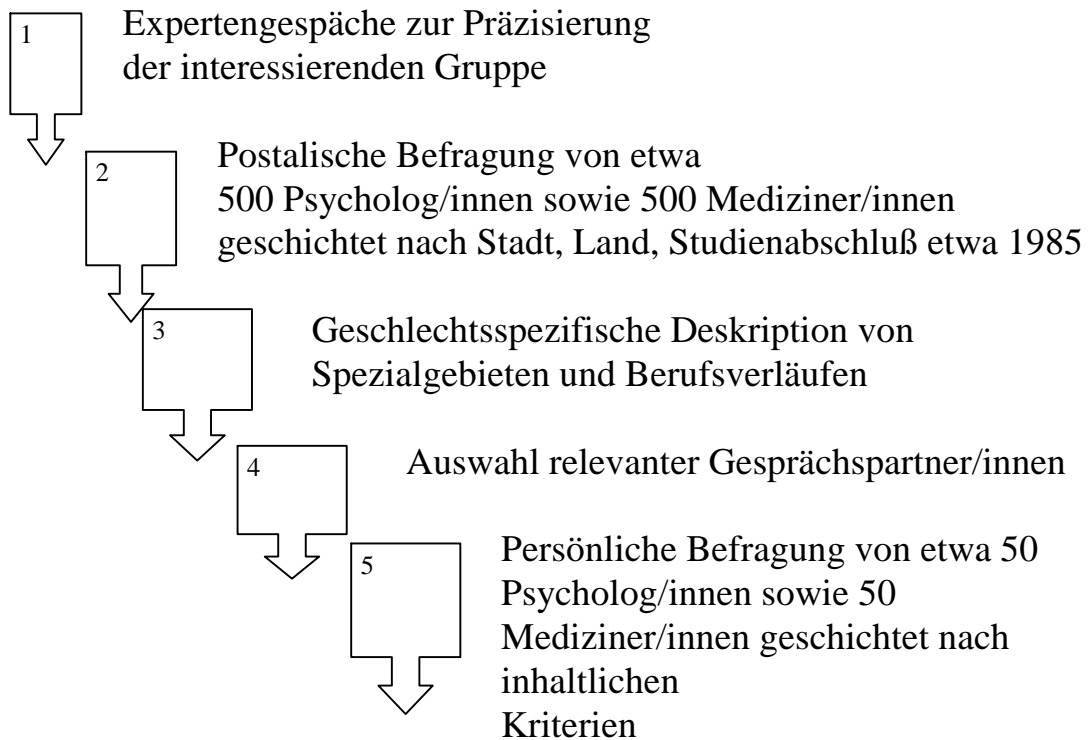 1
Expertengespäche zur Präzisierung
der interessierenden Gruppe
2
Postalische Befragung von etwa
500 Psycholog/innen sowie 500 Mediziner/innen
geschichtet nach Stadt, Land, Studienabschluß etwa 1985
3
Geschlechtsspezifische Deskription von
Spezialgebieten und Berufsverläufen
4
Auswahl relevanter Gesprächspartner/innen
5
Persönliche Befragung von etwa 50
Psycholog/innen sowie 50
Mediziner/innen geschichtet nach
inhaltlichen
Kriterien